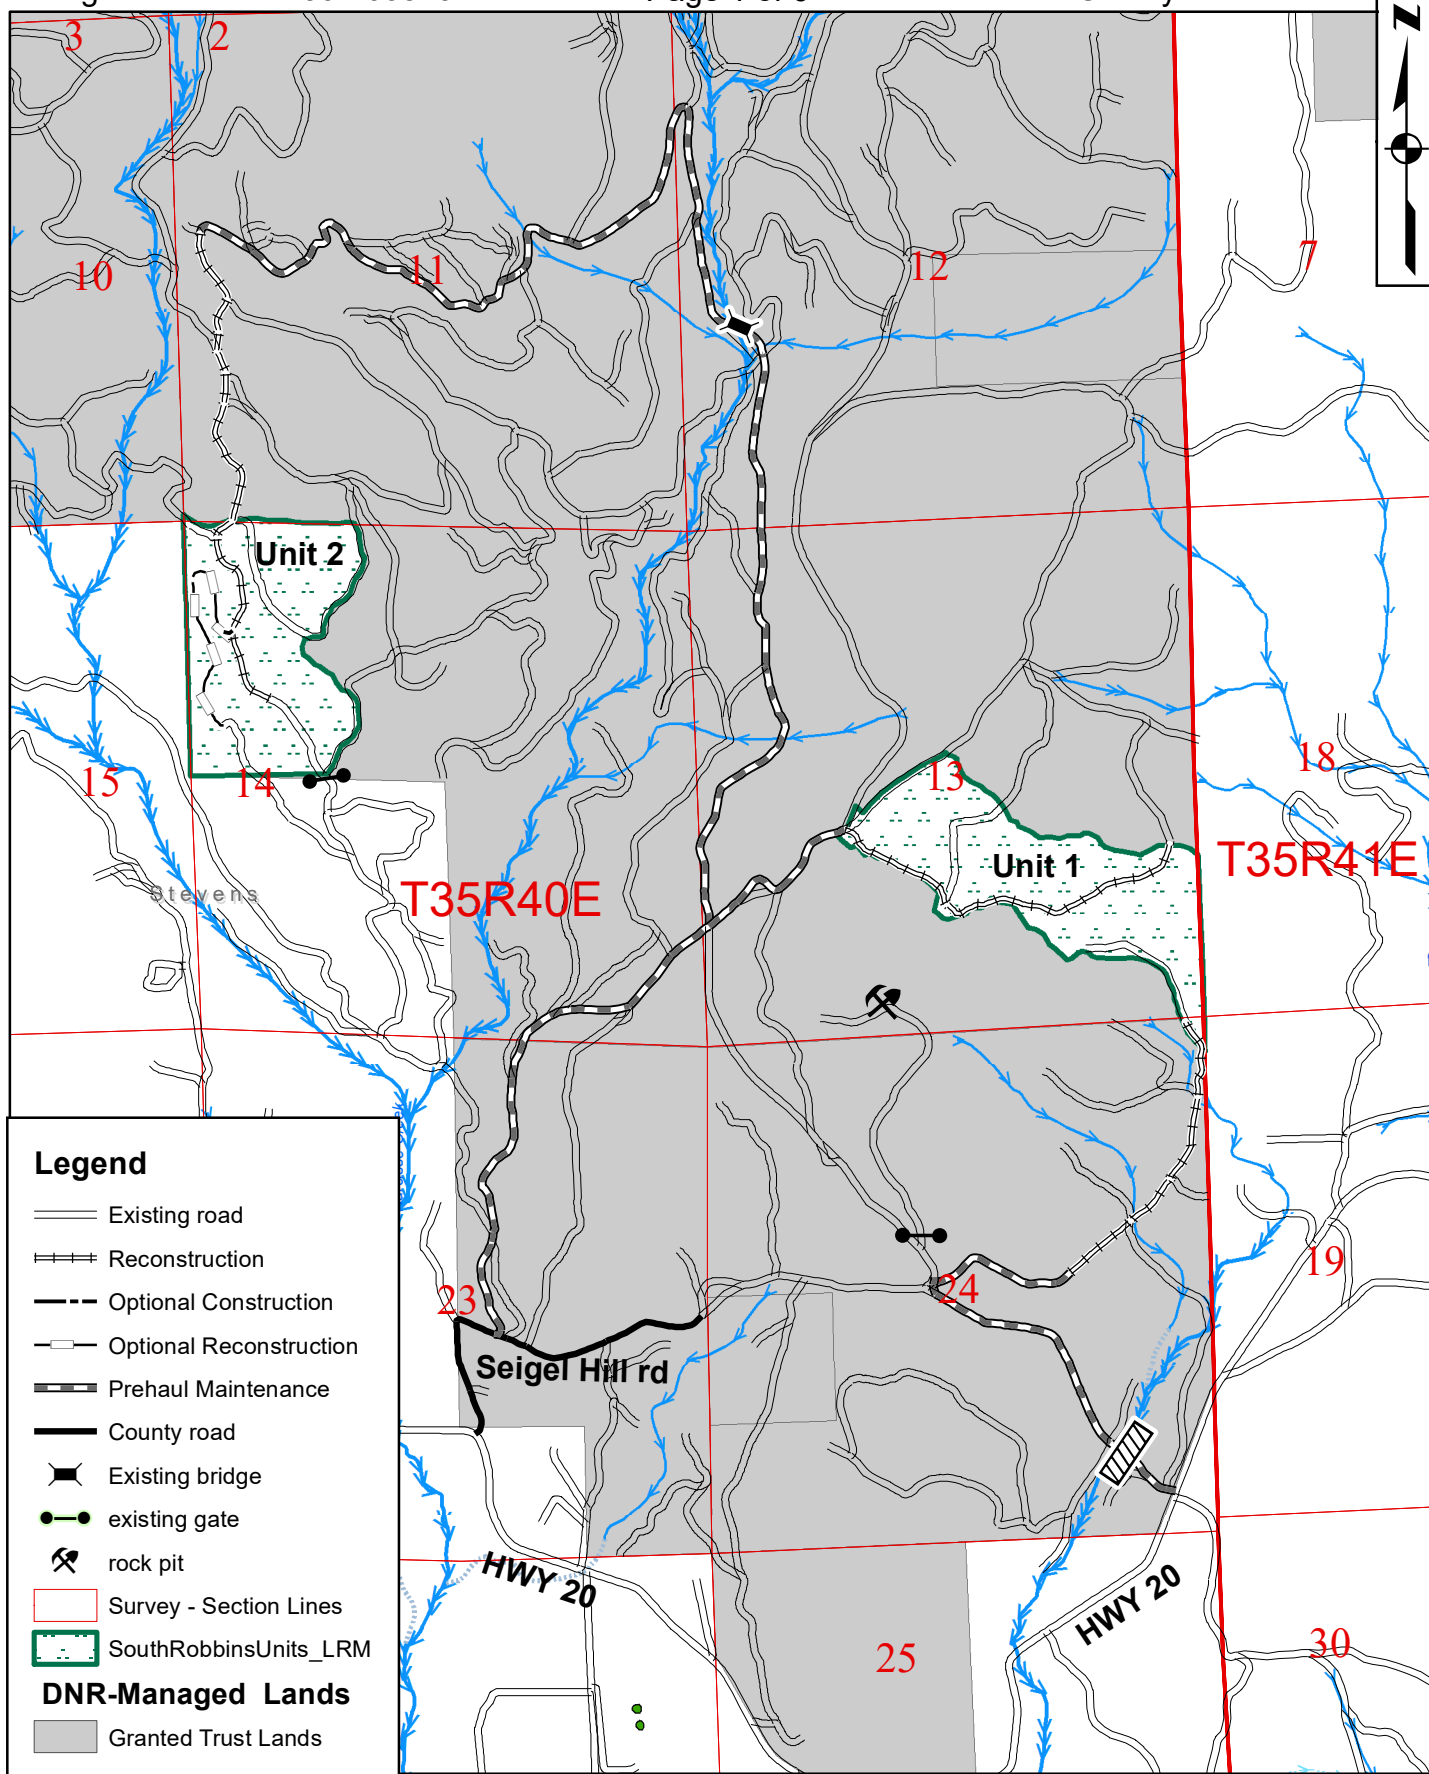 N
3
2
10
11
12
7
Unit 2
15
14
13
18
Unit 1
T35R41E
Stevens
T35R40E
23
24
19
Seigel Hill rd
HWY 20
HWY 20
25
30
Legend
Existing road
Reconstruction
Optional Construction
Optional Reconstruction
Prehaul Maintenance
County road
Existing bridge
existing gate
rock pit
Survey - Section Lines
SouthRobbinsUnits_LRM
DNR-Managed Lands
Granted Trust Lands